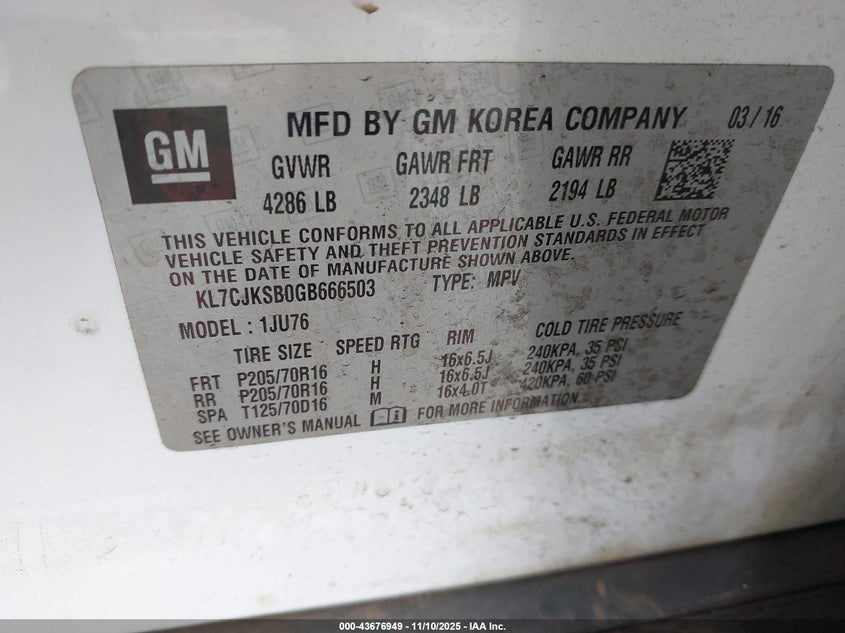 GM
MFD BY GM KOREA COMPANY 03/16
GVWR GAWR FRT GAWR RR
4286 LB 2348 LB 2194 LB
THIS VEHICLE CONFORMS TO ALL APPLICABLE U.S. FEDERAL MOTOR
VEHICLE SAFETY AND THEFT PREVENTION STANDARDS IN EFFECT
ON THE DATE OF MANUFACTURE SHOWN ABOVE.
KL7CJKSB0GB666503 TYPE: MPV
MODEL : 1JU76
TIRE SIZE SPEED RTG RIM COLD TIRE PRESSURE
FRT P205/70R16 H 16x6.5J 240KPA, 35 PSI
RR P205/70R16 H 16x6.5J 240KPA, 35 PSI
SPA T125/70D16 M 16x4.0T 420KPA, 60 PSI
SEE OWNER'S MANUAL FOR MORE INFORMATION.
000-43676949 - 11/10/2025 - IAA Inc.